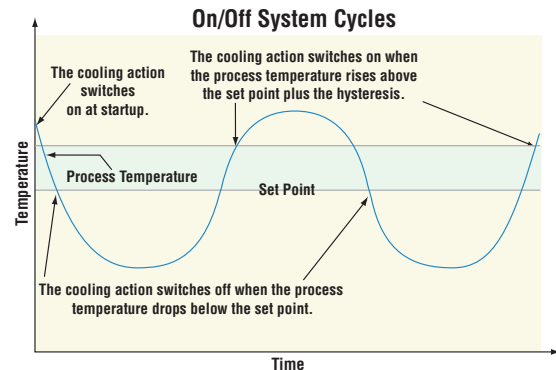 On/Off System Cycles
The cooling action
switches
on at startup.
The cooling action switches on when
the process temperature rises above
the set point plus the hysteresis.
Process Temperature
Set Point
The cooling action switches off when the process
temperature drops below the set point.
Temperature
Time